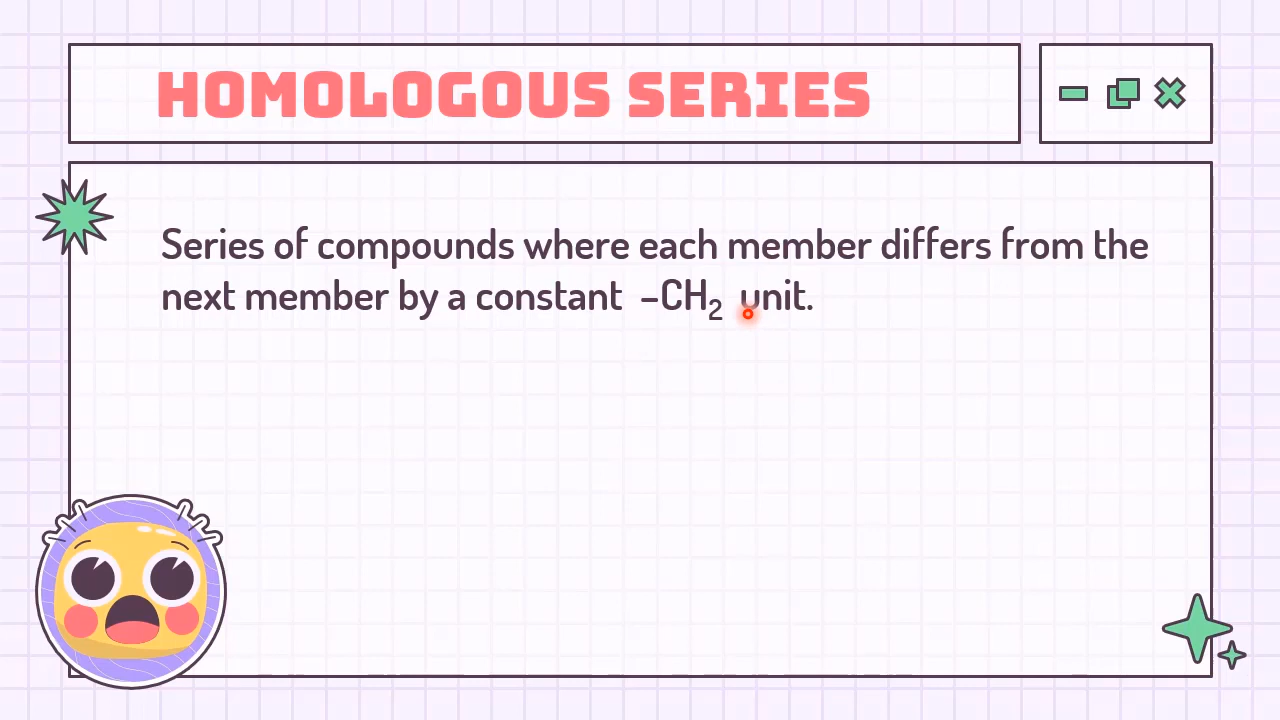 HOMOLOGOUS SERIES
Series of compounds where each member differs from the
next member by a constant –CH₂ unit.